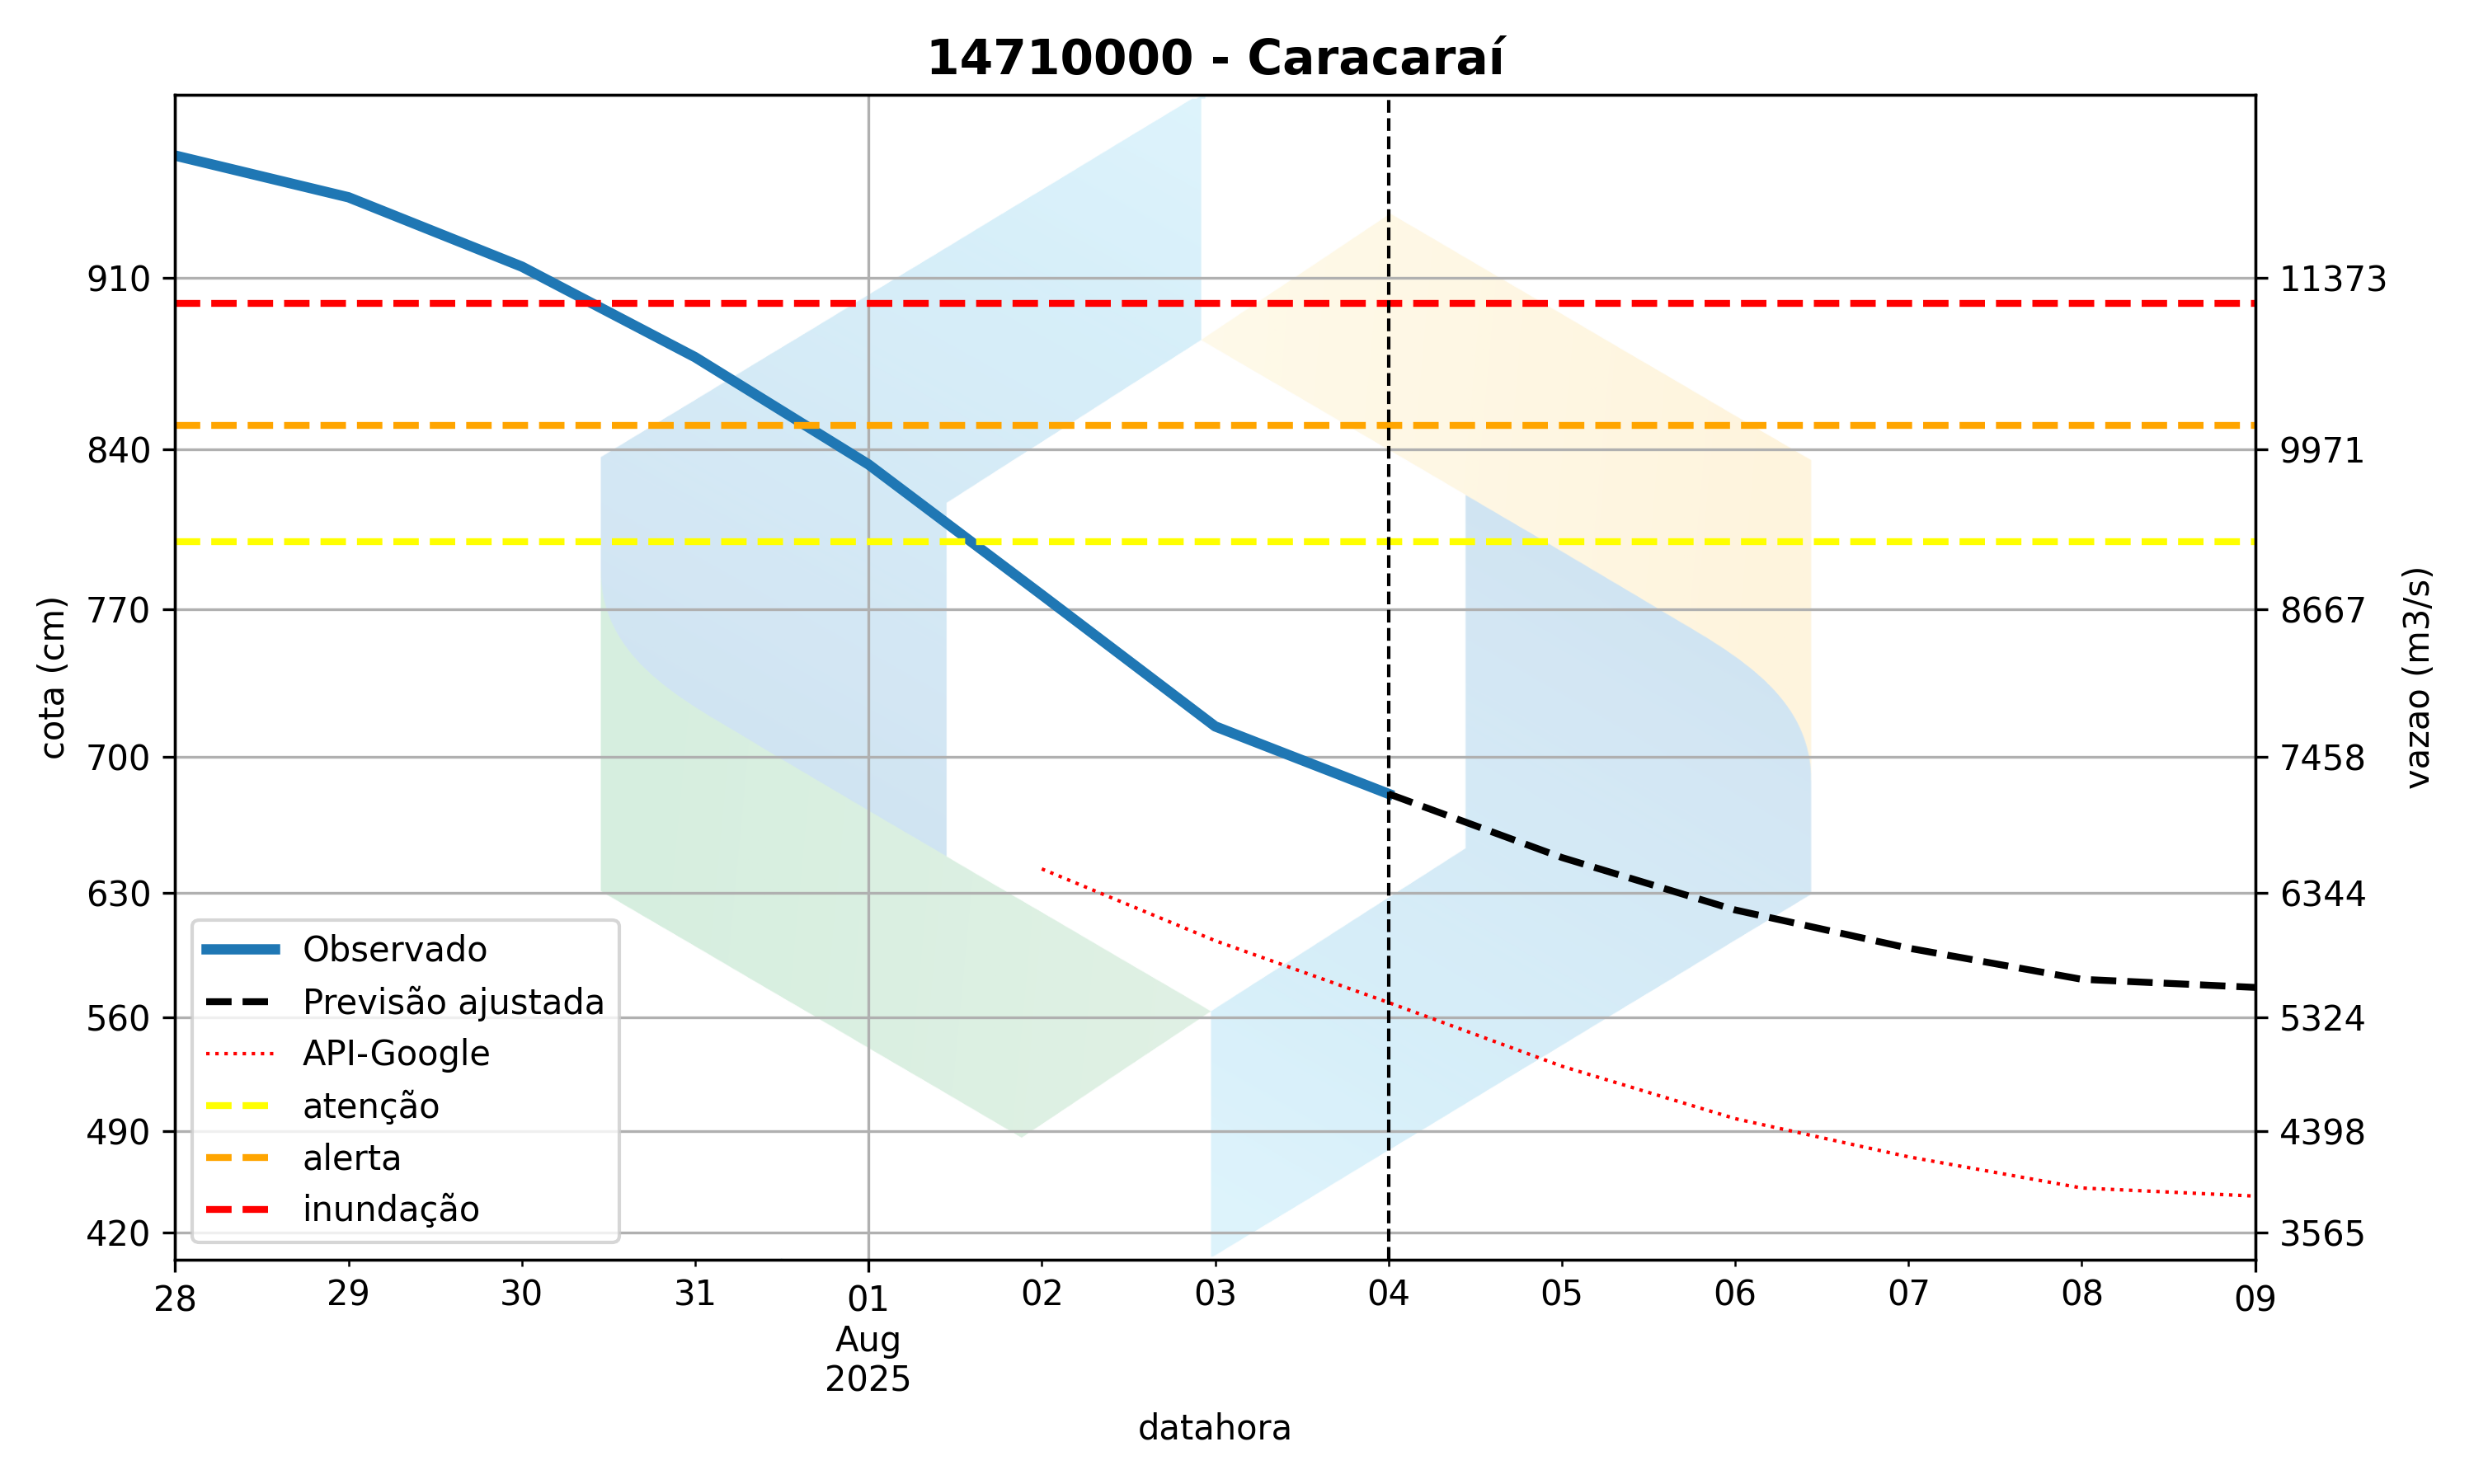 14710000 - Caracaraí
910
840
770
700
630
560
490
420
cota (cm)
11373
9971
8667
7458
6344
5324
4398
3565
vazao (m3/s)
Observado
Previsão ajustada
API-Google
atenção
alerta
inundação
28 29 30 31 01 02 03 04 05 06 07 08 09
Aug
2025
datahora